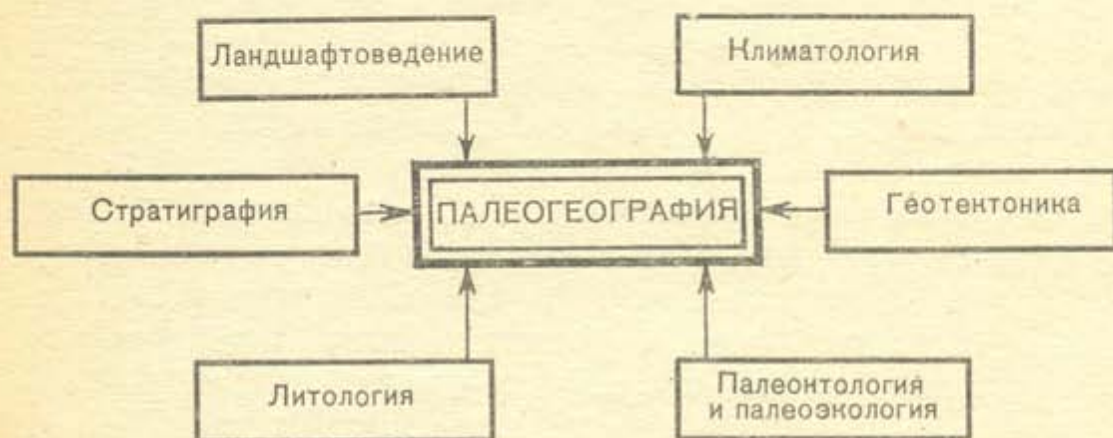 Ландшафтоведение
Климатология
Стратиграфия
ПАЛЕОГЕОГРАФИЯ
Геотектоника
Литология
Палеонтология
и палеоэкология